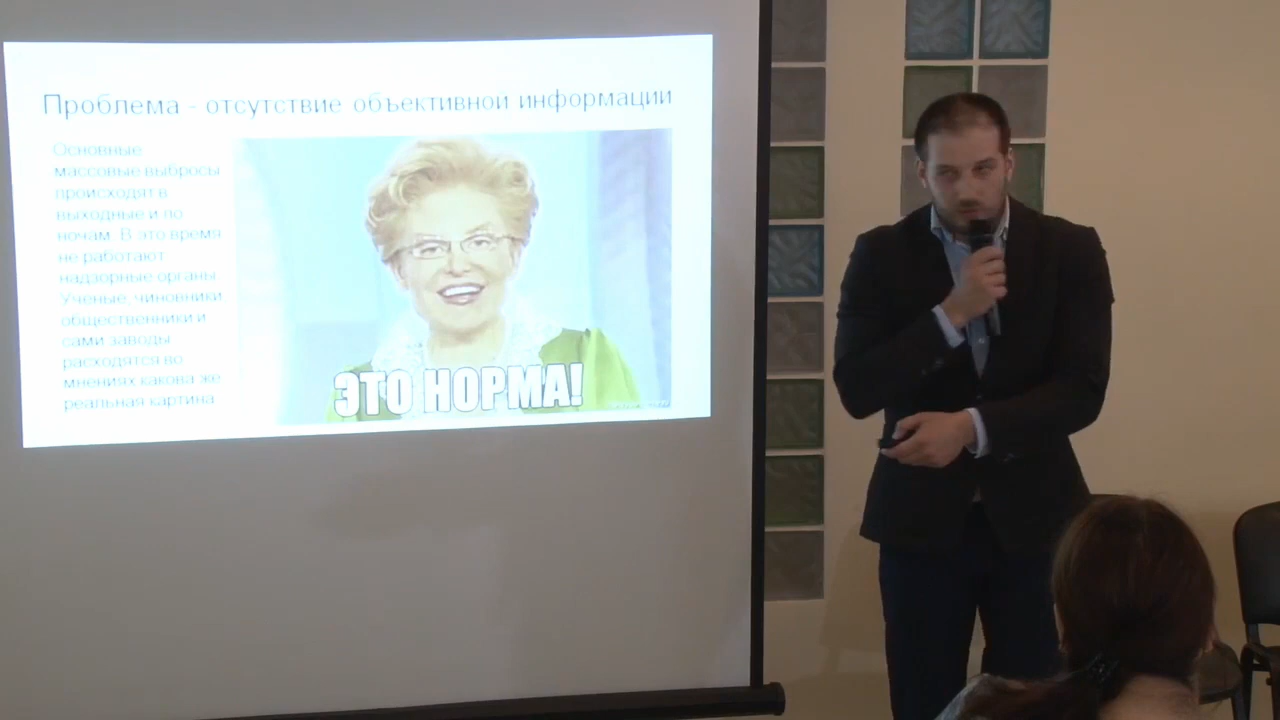 Проблема - отсутствие объективной информации
Основные
массовые выбросы
происходят в
выходные и по
ночам. В это время
не работают
надзорные органы.
Ученые, чиновники,
общественники и
сами заводы
расходятся во
мнениях какова же
реальная картина.
ЭТО НОРМА!